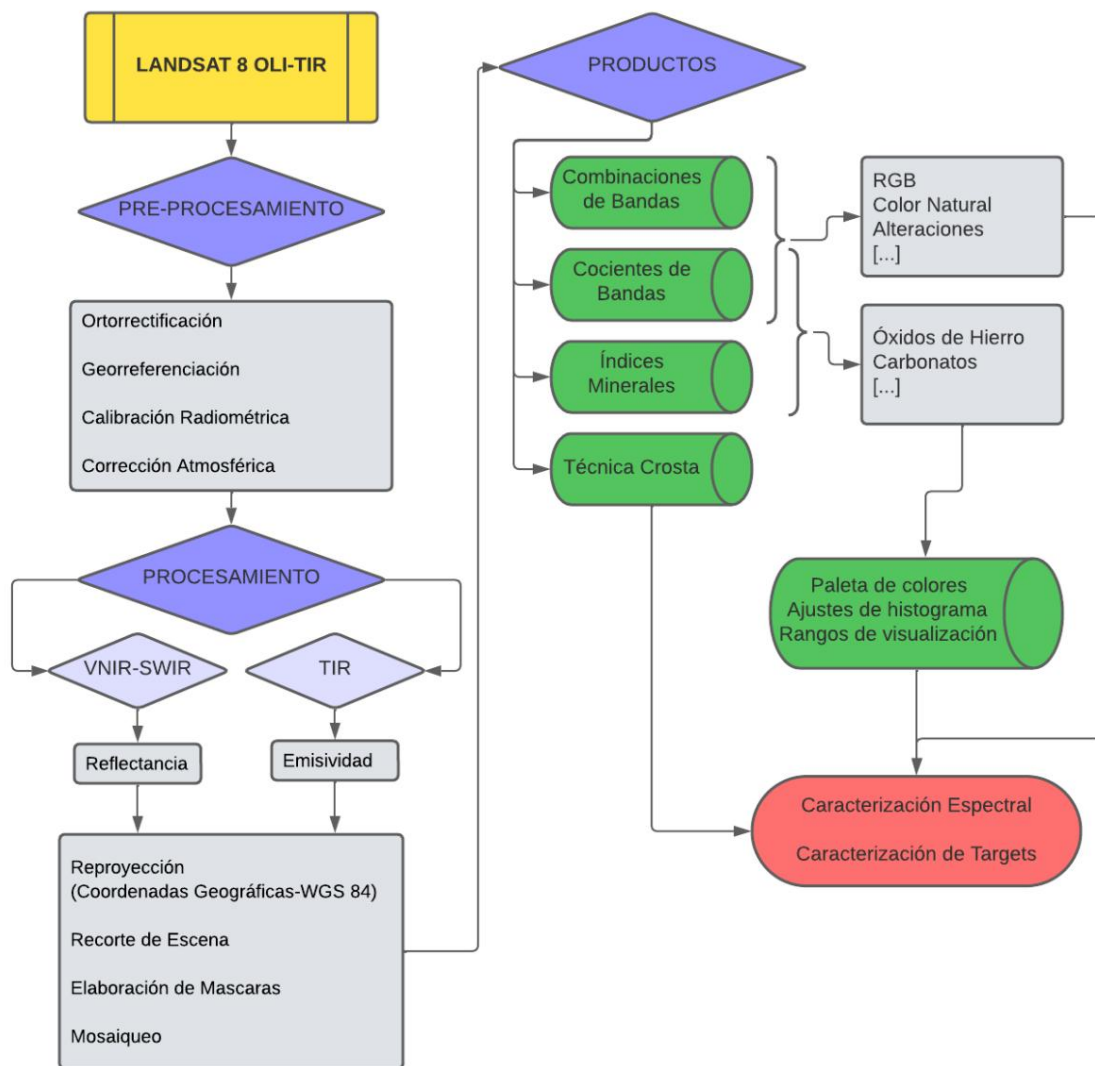 LANDSAT 8 OLI-TIR
PRE-PROCESAMIENTO
Ortorrectificación
Georreferenciación
Calibración Radiométrica
Corrección Atmosférica
PROCESAMIENTO
VNIR-SWIR
TIR
Reflectancia
Emisividad
Reproyección
(Coordenadas Geográficas-WGS 84)
Recorte de Escena
Elaboración de Mascaras
Mosaiqueo
PRODUCTOS
Combinaciones
de Bandas
Cocientes de
Bandas
Índices
Minerales
Técnica Crosta
RGB
Color Natural
Alteraciones
[...]
Óxidos de Hierro
Carbonatos
[...]
Paleta de colores
Ajustes de histograma
Rangos de visualización
Caracterización Espectral
Caracterización de Targets